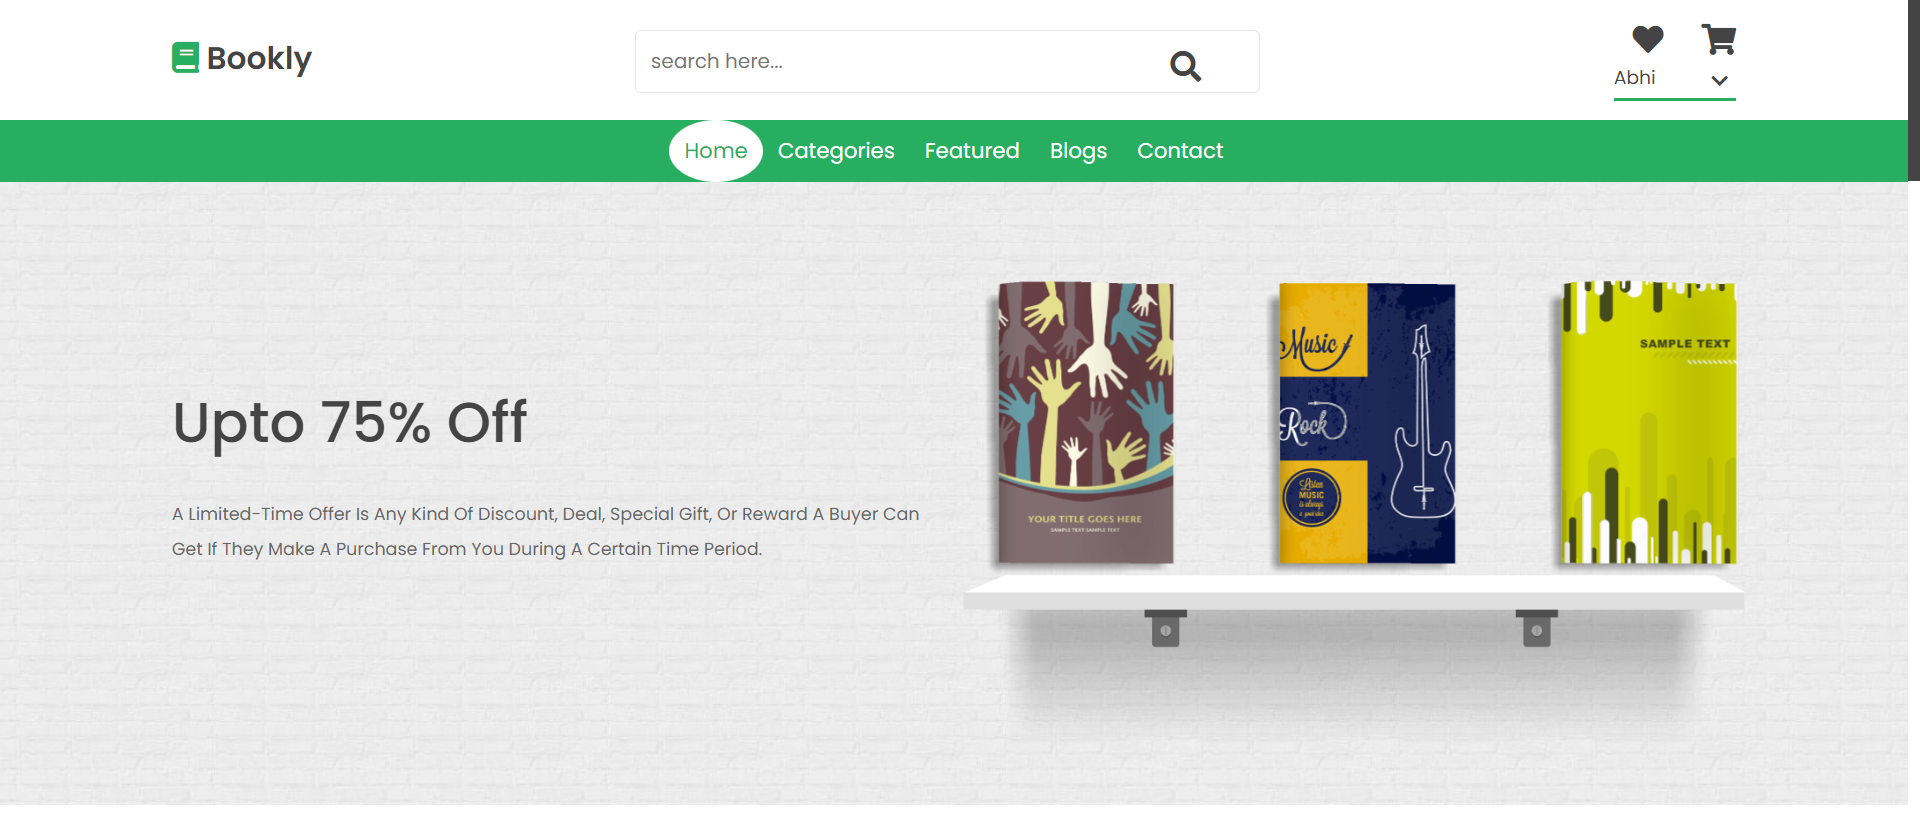 Bookly
search here...
Abhi
Home Categories Featured Blogs Contact
Upto 75% Off
A Limited-Time Offer Is Any Kind Of Discount, Deal, Special Gift, Or Reward A Buyer Can
Get If They Make A Purchase From You During A Certain Time Period.
YOUR TITLE GOES HERE
SAMPLE TEXT SAMPLE TEXT
Music
Rock
Listen
MUSIC
is always
a good idea
SAMPLE TEXT